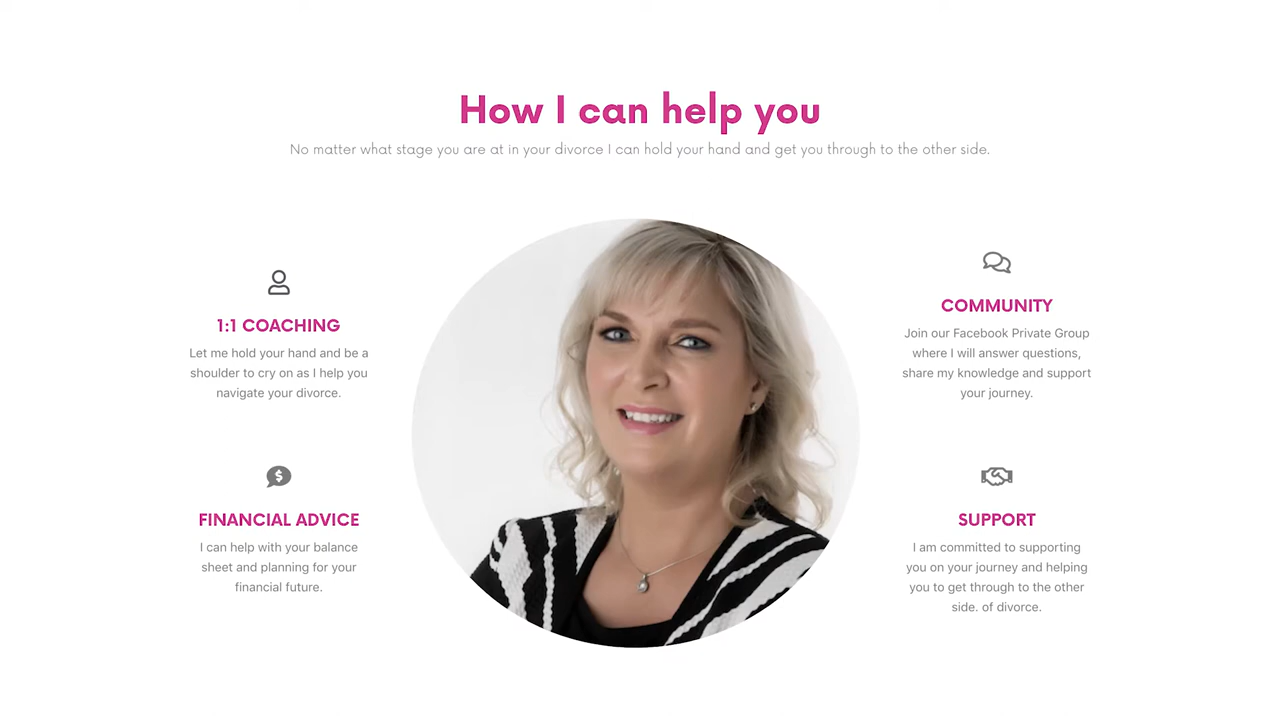 How I can help you
No matter what stage you are at in your divorce I can hold your hand and get you through to the other side.
1:1 COACHING
Let me hold your hand and be a
shoulder to cry on as I help you
navigate your divorce.
FINANCIAL ADVICE
I can help with your balance
sheet and planning for your
financial future.
COMMUNITY
Join our Facebook Private Group
where I will answer questions,
share my knowledge and support
your journey.
SUPPORT
I am committed to supporting
you on your journey and helping
you to get through to the other
side. of divorce.